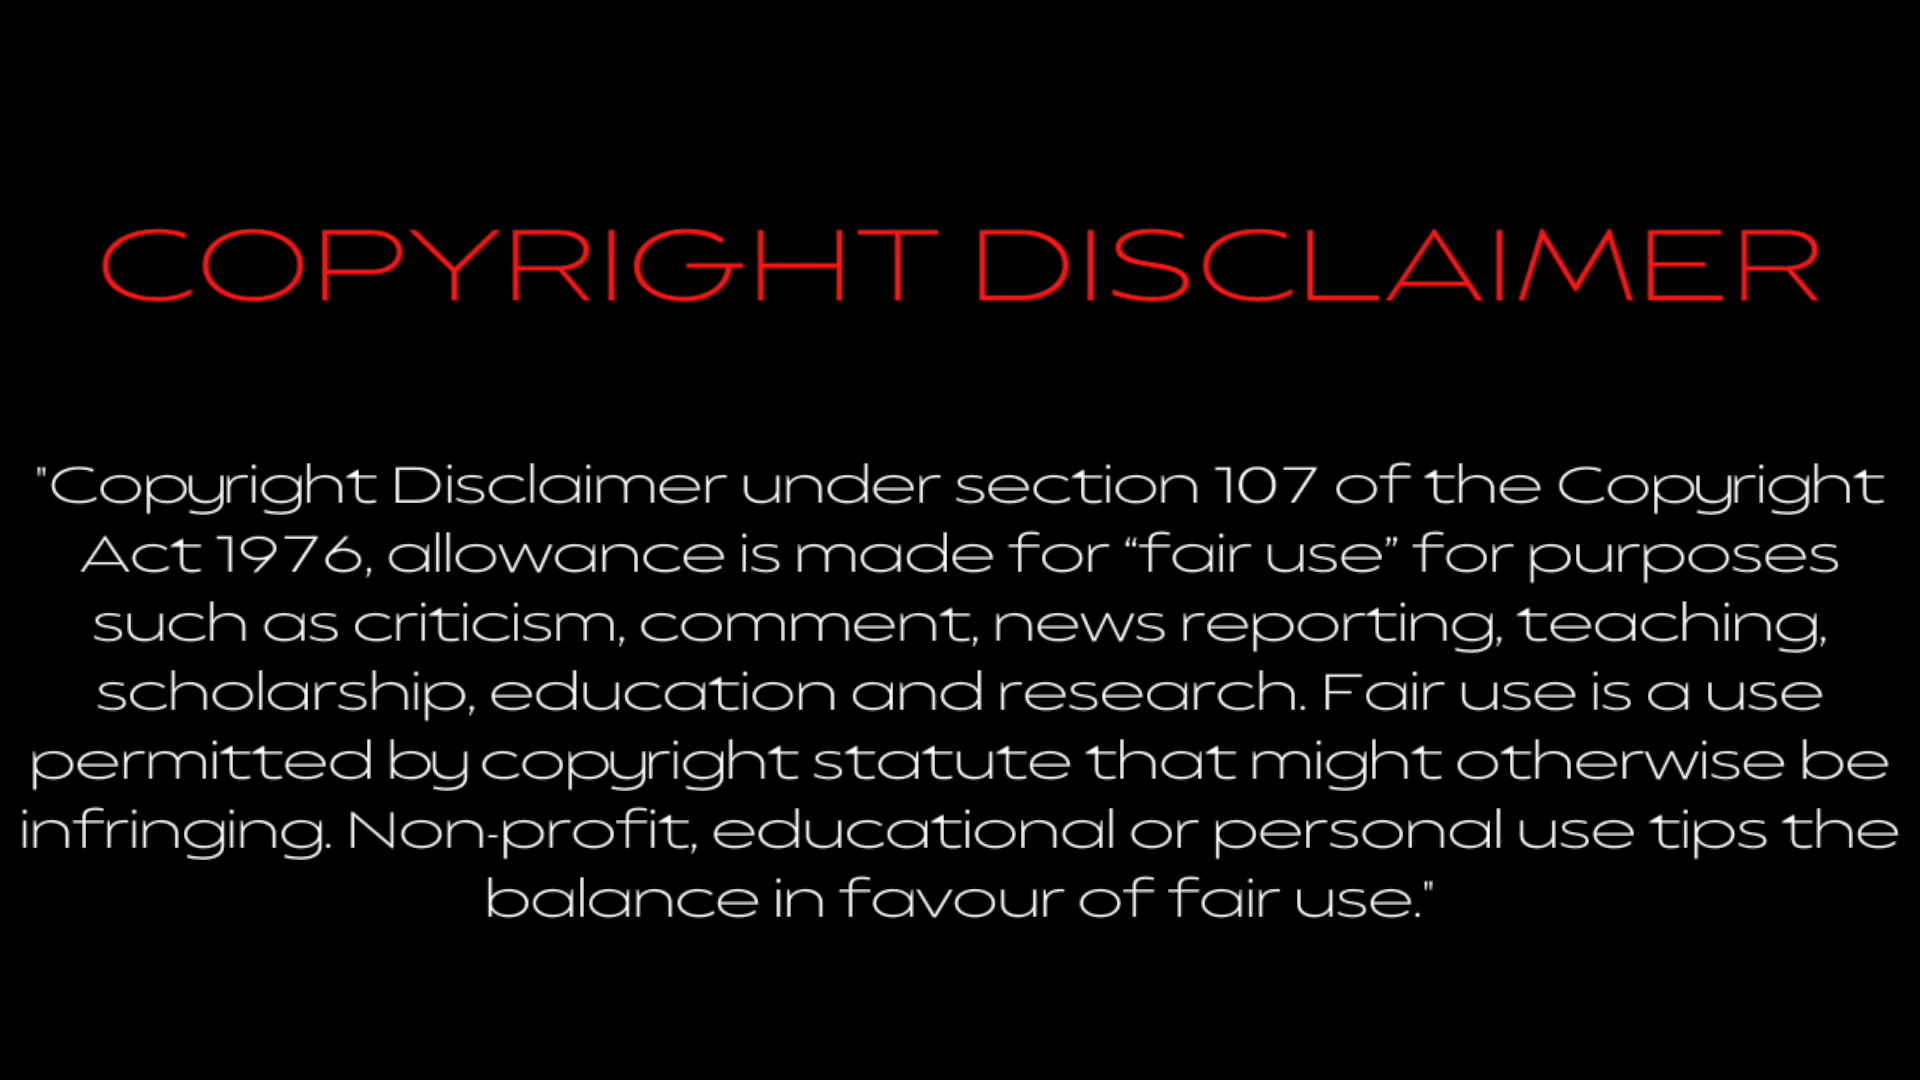 COPYRIGHT DISCLAIMER
"Copyright Disclaimer under section 107 of the Copyright
Act 1976, allowance is made for “fair use” for purposes
such as criticism, comment, news reporting, teaching,
scholarship, education and research. Fair use is a use
permitted by copyright statute that might otherwise be
infringing. Non-profit, educational or personal use tips the
balance in favour of fair use."